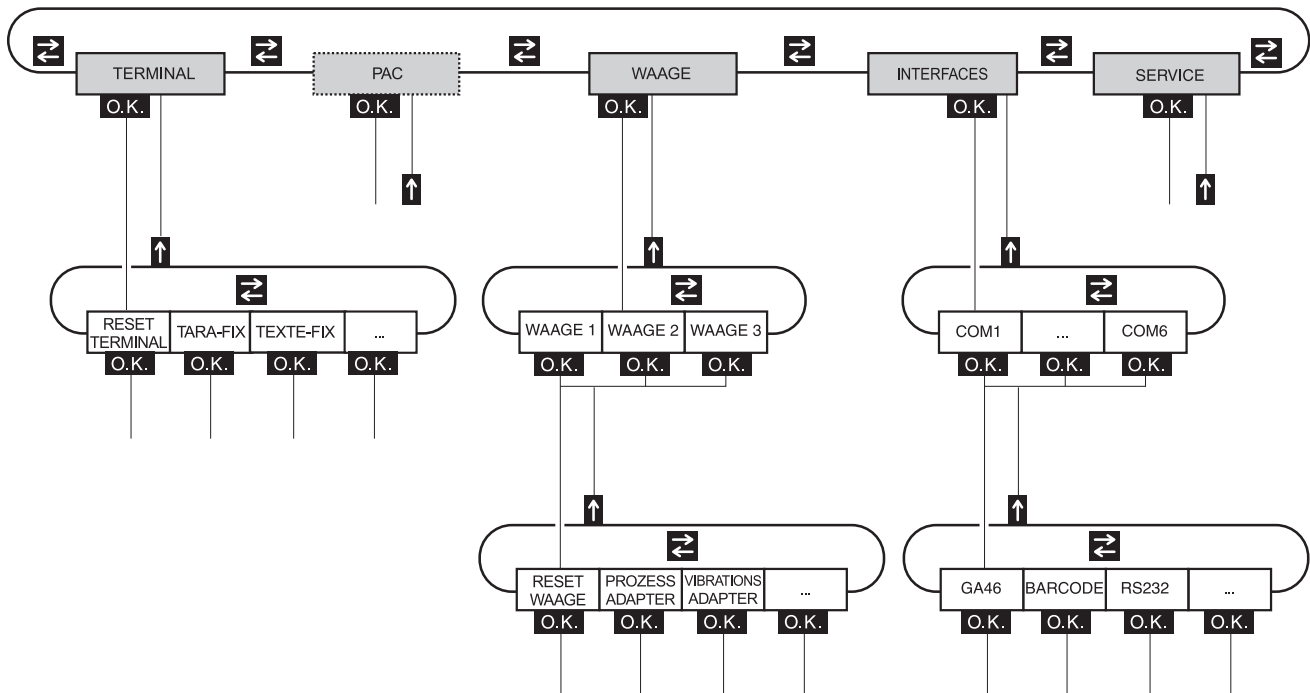 TERMINAL
PAC
WAAGE
INTERFACES
SERVICE
O.K.
O.K.
O.K.
O.K.
O.K.
RESET
TERMINAL
TARA-FIX
TEXTE-FIX
...
O.K.
O.K.
O.K.
O.K.
WAAGE 1
WAAGE 2
WAAGE 3
O.K.
O.K.
O.K.
COM1
...
COM6
O.K.
O.K.
O.K.
RESET
WAAGE
PROZESS
ADAPTER
VIBRATIONS
ADAPTER
...
O.K.
O.K.
O.K.
O.K.
GA46
BARCODE
RS232
...
O.K.
O.K.
O.K.
O.K.